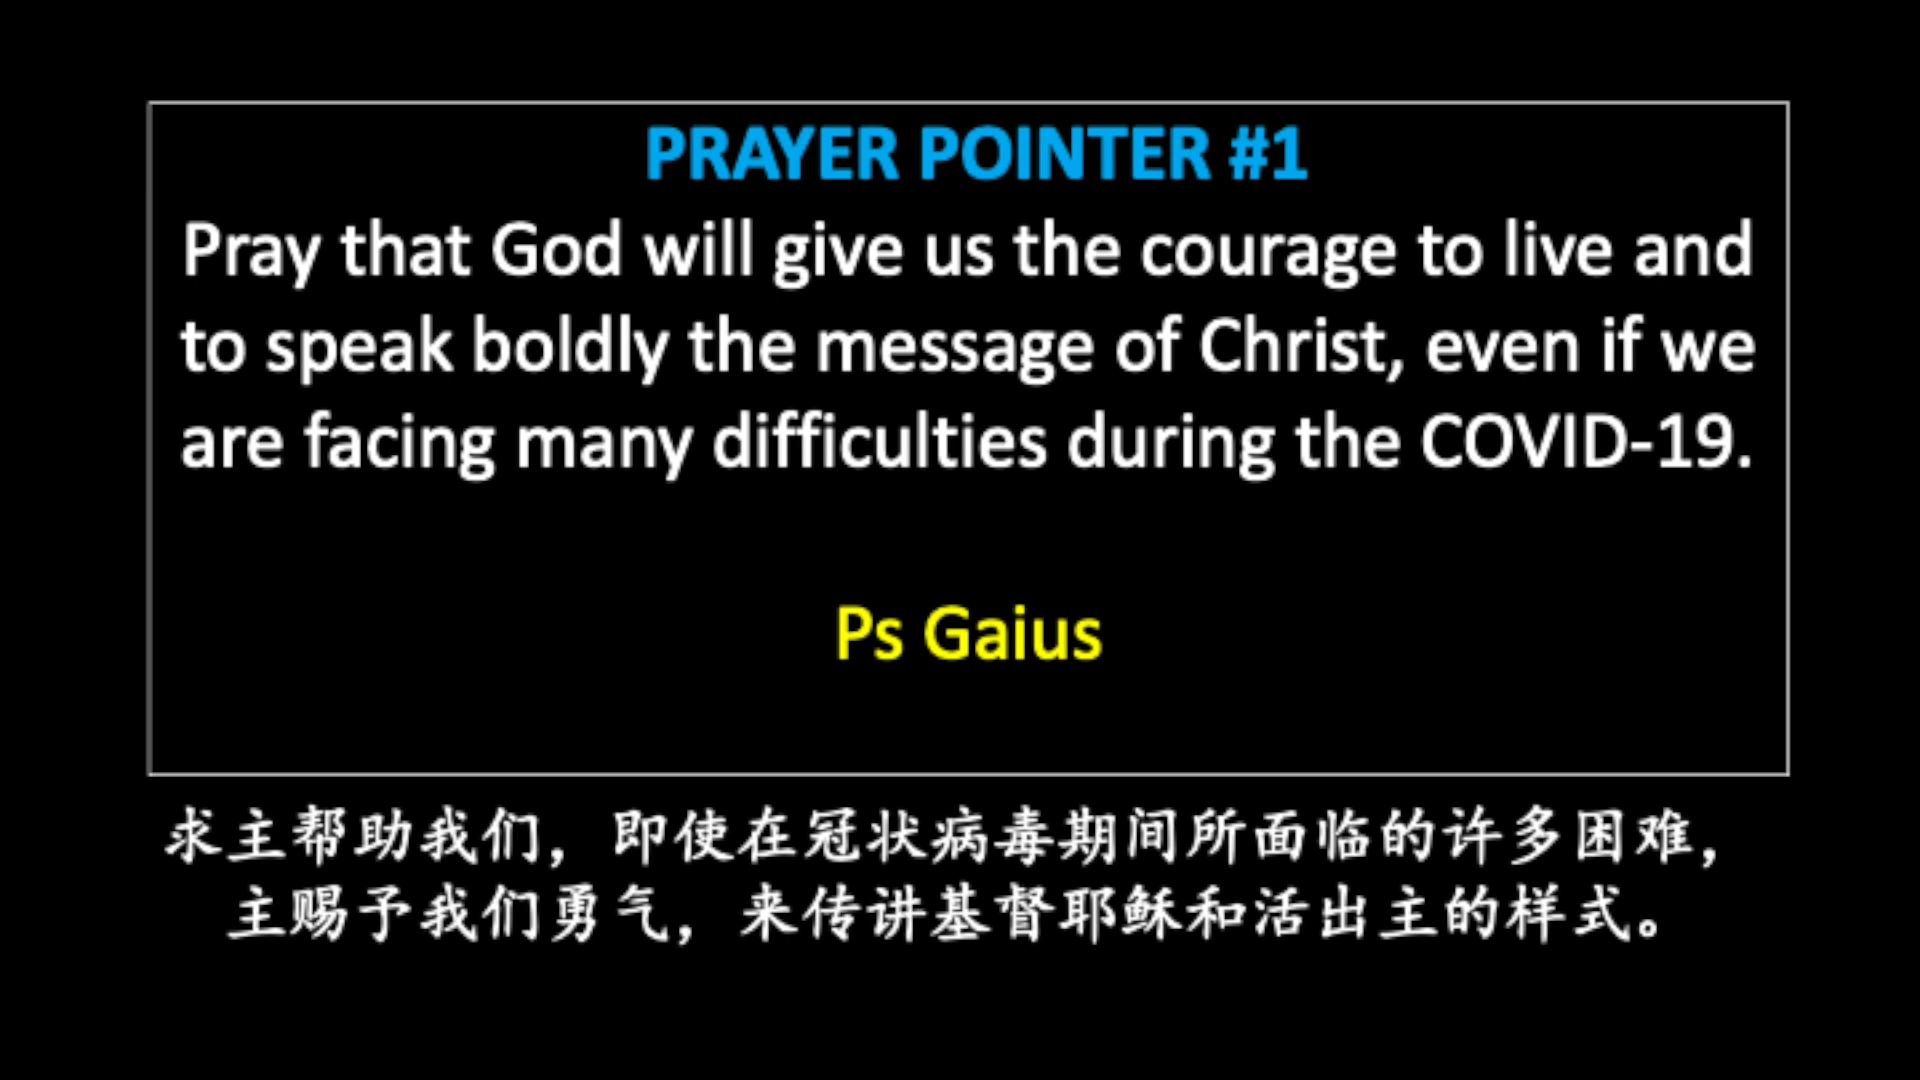 PRAYER POINTER #1
Pray that God will give us the courage to live and
to speak boldly the message of Christ, even if we
are facing many difficulties during the COVID-19.
Ps Gaius
求主帮助我们，即使在冠状病毒期间所面临的许多困难，
主赐予我们勇气，来传讲基督耶稣和活出主的样式。